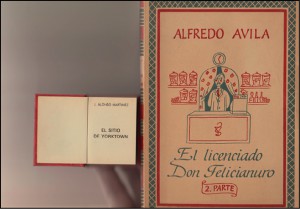 J. ALONSO MARTINEZ
EL SITIO
DE YORKTOWN
ALFREDO AVILA
El licenciado
Don Felicianuro
2. PARTE